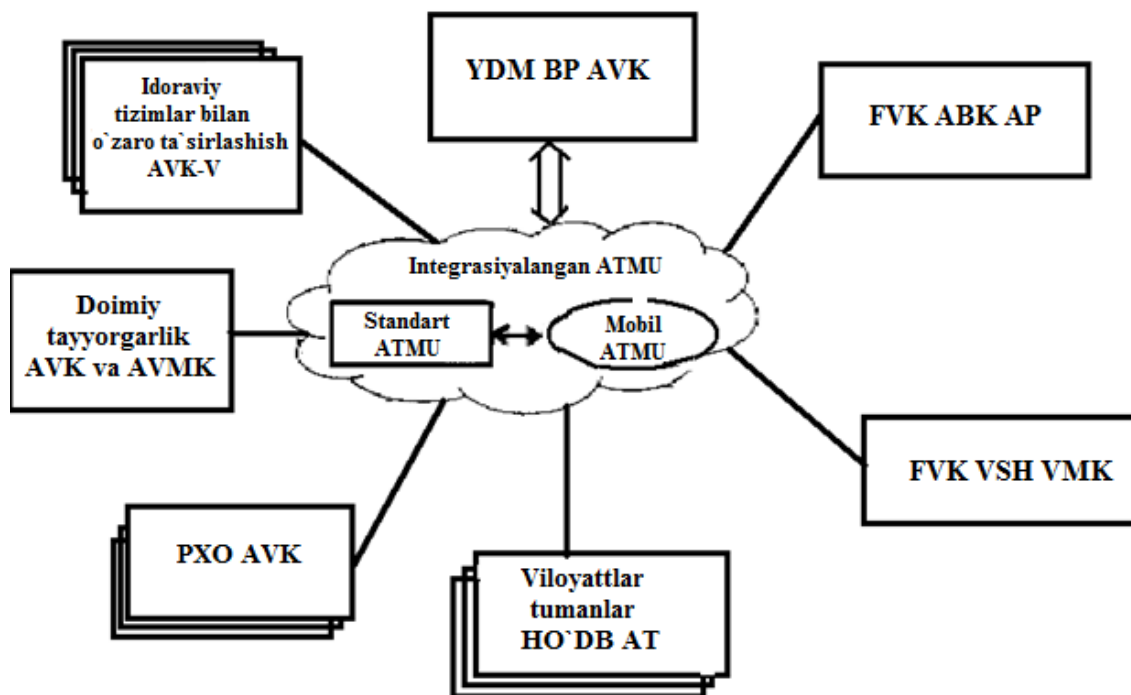 Idoraviy
tizimlar bilan
o`zaro ta`sirlashish
AVK-V
YDM BP AVK
FVK ABK AP
Integrasiyalangan ATMU
Doimiy
tayyorgarlik
AVK va AVMK
Standart
ATMU
Mobil
ATMU
FVK VSH VMK
PXO AVK
Viloyattlar
tumanlar
HO`DB AT